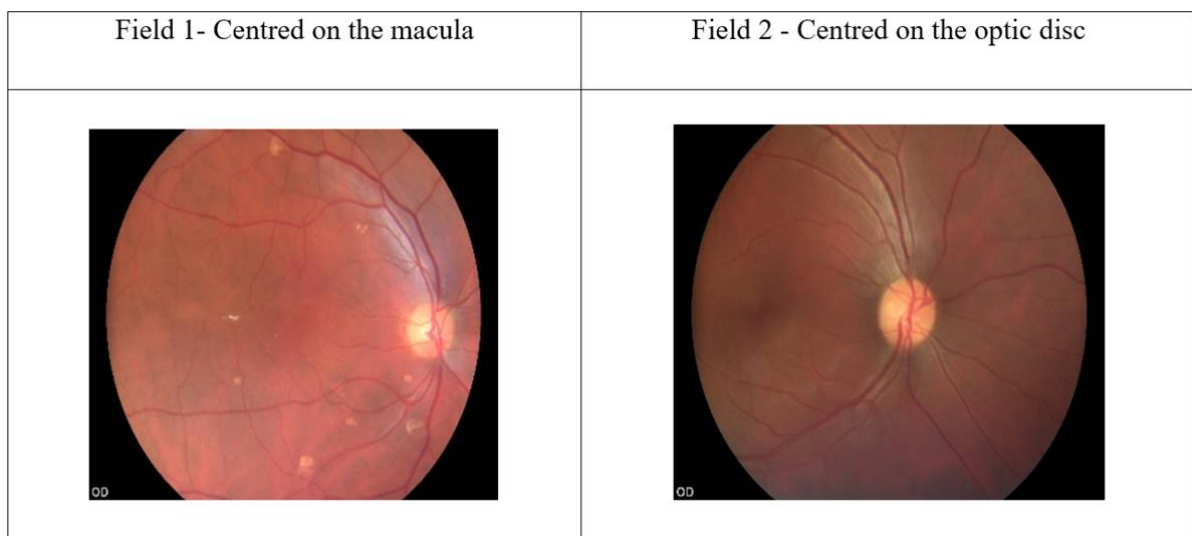 Field 1- Centred on the macula
Field 2 - Centred on the optic disc
OD
OD